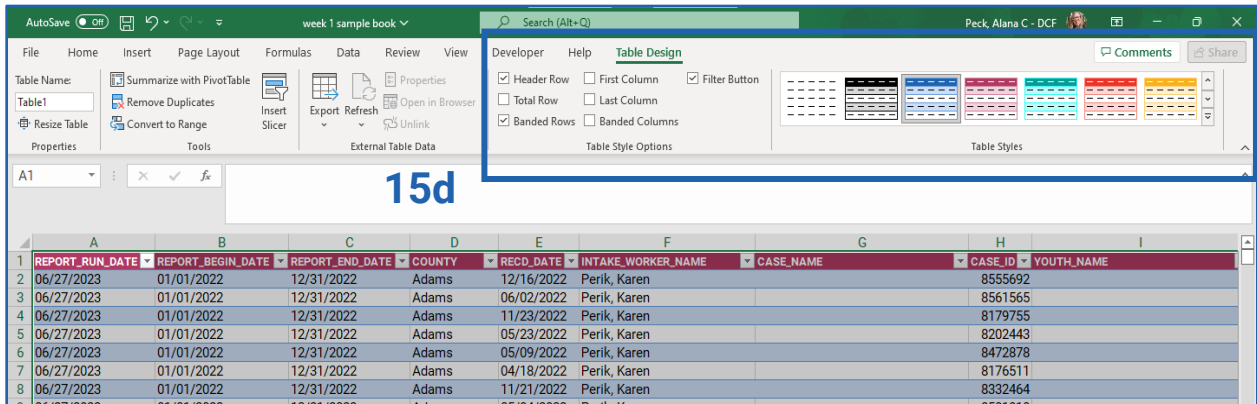 AutoSave Off week 1 sample book Search (Alt+Q) Peck, Alana C - DCF
File Home Insert Page Layout Formulas Data Review View Developer Help Table Design Comments Share
Table Name:
Table1
Resize Table
Properties
Summarize with PivotTable
Remove Duplicates
Convert to Range
Insert
Slicer
Tools
Export Refresh
Properties
Open in Browser
Unlink
External Table Data
Header Row First Column Filter Button
Total Row Last Column
Banded Rows Banded Columns
Table Style Options
Table Styles
A1 fx
15d
A B C D E F G H I
1 REPORT_RUN_DATE REPORT_BEGIN_DATE REPORT_END_DATE COUNTY RECD_DATE INTAKE_WORKER_NAME CASE_NAME CASE_ID YOUTH_NAME
2 06/27/2023 01/01/2022 12/31/2022 Adams 12/16/2022 Perik, Karen 8555692
3 06/27/2023 01/01/2022 12/31/2022 Adams 06/02/2022 Perik, Karen 8561565
4 06/27/2023 01/01/2022 12/31/2022 Adams 11/23/2022 Perik, Karen 8179755
5 06/27/2023 01/01/2022 12/31/2022 Adams 05/23/2022 Perik, Karen 8202443
6 06/27/2023 01/01/2022 12/31/2022 Adams 05/09/2022 Perik, Karen 8472878
7 06/27/2023 01/01/2022 12/31/2022 Adams 04/18/2022 Perik, Karen 8176511
8 06/27/2023 01/01/2022 12/31/2022 Adams 11/21/2022 Perik, Karen 8332464